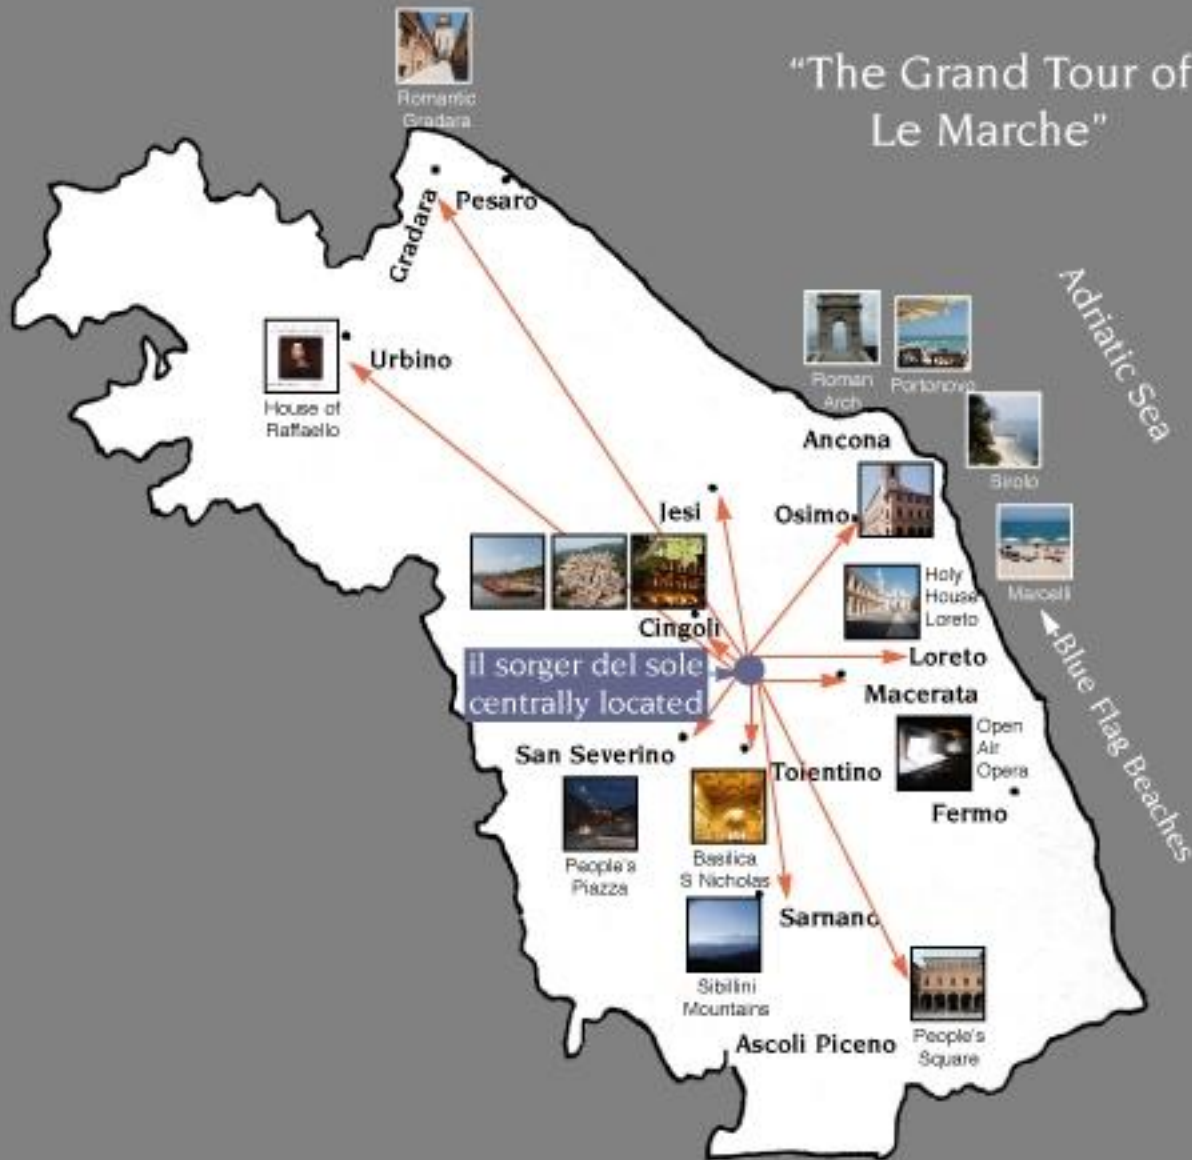 "The Grand Tour of
Le Marche"
Romantic
Gradara
Gradara
Pesaro
Adriatic Sea
Urbino
House of
Raffaello
Roman
Arch
Portonovo
Ancona
Sirolo
Jesi
Osimo
Marcelli
Holy
House
Loreto
Cingoli
il sorger del sole
centrally located
Loreto
Macerata
Blue Flag Beaches
San Severino
Tolentino
Open
Air
Opera
Fermo
People's
Piazza
Basilica
S Nicholas
Sarnano
Sibillini
Mountains
Ascoli Piceno
People's
Square